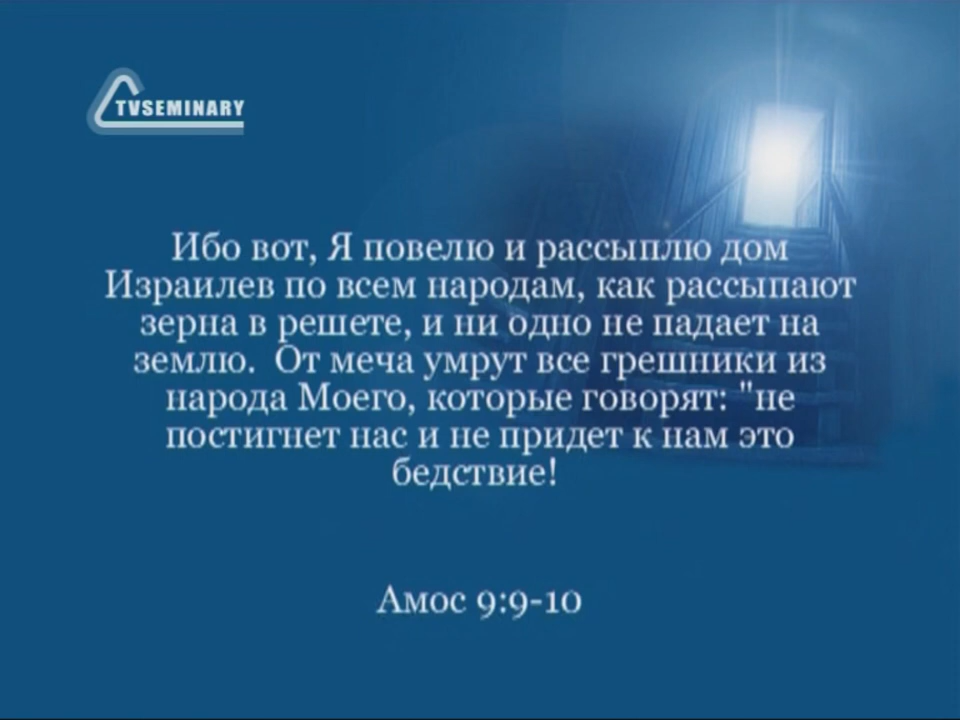 TVSEMINARY
Ибо вот, Я повелю и рассыплю дом
Израилев по всем народам, как рассыпают
зерна в решете, и ни одно не падает на
землю.  От меча умрут все грешники из
народа Моего, которые говорят: "не
постигнет нас и не придет к нам это
бедствие!
Амос 9:9-10